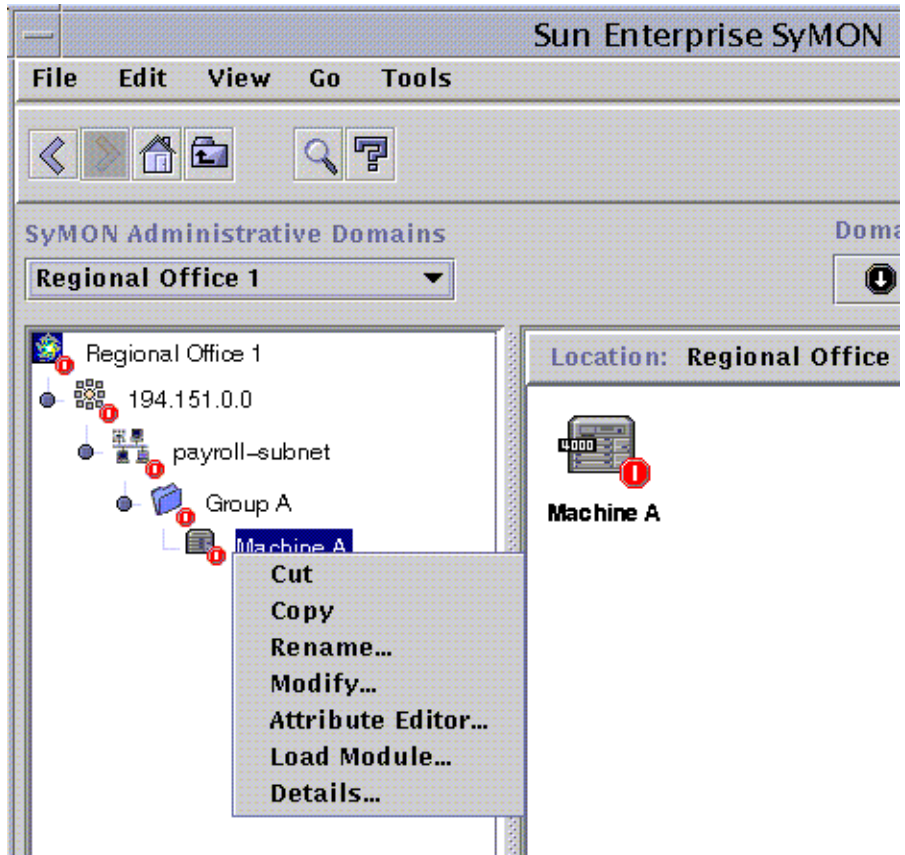 Sun Enterprise SyMON
File Edit View Go Tools
SyMON Administrative Domains
Doma
Regional Office 1
Regional Office 1
194.151.0.0
payroll-subnet
Group A
Machine A
Cut
Copy
Rename...
Modify...
Attribute Editor...
Load Module...
Details...
Location: Regional Office
4000
Machine A